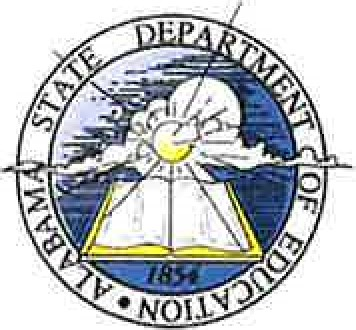 ALABAMA STATE DEPARTMENT OF EDUCATION •
1854